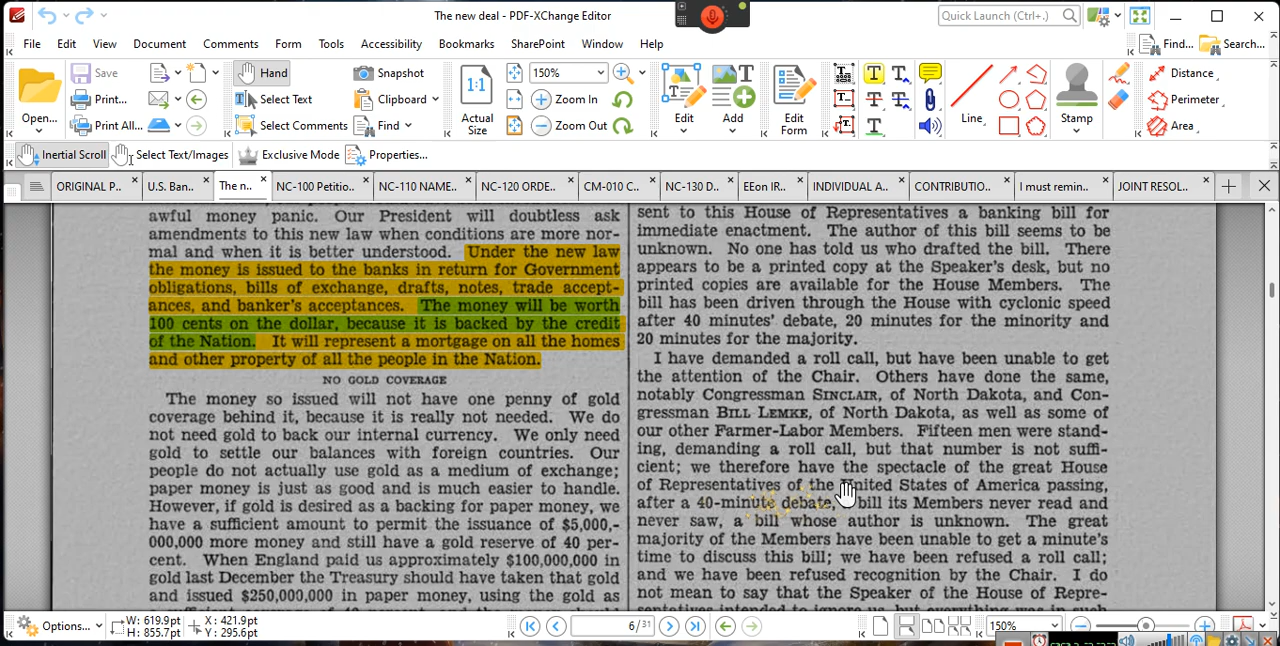 The new deal - PDF-XChange Editor
Quick Launch (Ctrl+.)
File Edit View Document Comments Form Tools Accessibility Bookmarks SharePoint Window Help
Find... Search...
Open...
Save
Print...
Print All...
Hand
Select Text
Select Comments
Snapshot
Clipboard
Find
Actual Size
150%
Zoom In
Zoom Out
Edit
Add
Edit Form
Line
Stamp
Distance
Perimeter
Area
Inertial Scroll Select Text/Images Exclusive Mode Properties...
ORIGINAL P.. U.S. Ban.. The n.. NC-100 Petitio.. NC-110 NAME.. NC-120 ORDE.. CM-010 C.. NC-130 D.. EEon IR.. INDIVIDUAL A.. CONTRIBUTIO.. I must remin.. JOINT RESOL..
awful money panic. Our President will doubtless ask
amendments to this new law when conditions are more nor-
mal and when it is better understood. Under the new law
the money is issued to the banks in return for Government
obligations, bills of exchange, drafts, notes, trade accept-
ances, and banker's acceptances. The money will be worth
100 cents on the dollar, because it is backed by the credit
of the Nation. It will represent a mortgage on all the homes
and other property of all the people in the Nation.
NO GOLD COVERAGE
The money so issued will not have one penny of gold
coverage behind it, because it is really not needed. We do
not need gold to back our internal currency. We only need
gold to settle our balances with foreign countries. Our
people do not actually use gold as a medium of exchange;
paper money is just as good and is much easier to handle.
However, if gold is desired as a backing for paper money, we
have a sufficient amount to permit the issuance of $5,000,-
000,000 more money and still have a gold reserve of 40 per-
cent. When England paid us approximately $100,000,000 in
gold last December the Treasury should have taken that gold
and issued $250,000,000 in paper money, using the gold as
sent to this House of Representatives a banking bill for
immediate enactment. The author of this bill seems to be
unknown. No one has told us who drafted the bill. There
appears to be a printed copy at the Speaker's desk, but no
printed copies are available for the House Members. The
bill has been driven through the House with cyclonic speed
after 40 minutes' debate, 20 minutes for the minority and
20 minutes for the majority.
I have demanded a roll call, but have been unable to get
the attention of the Chair. Others have done the same,
notably Congressman SINCLAIR, of North Dakota, and Con-
gressman BILL LEMKE, of North Dakota, as well as some of
our other Farmer-Labor Members. Fifteen men were stand-
ing, demanding a roll call, but that number is not suffi-
cient; we therefore have the spectacle of the great House
of Representatives of the United States of America passing,
after a 40-minute debate, bill its Members never read and
never saw, a bill whose author is unknown. The great
majority of the Members have been unable to get a minute's
time to discuss this bill; we have been refused a roll call;
and we have been refused recognition by the Chair. I do
not mean to say that the Speaker of the House of Repre-
Options...
W: 619.9pt
H: 855.7pt
X: 421.9pt
Y: 295.6pt
6 / 31
150%